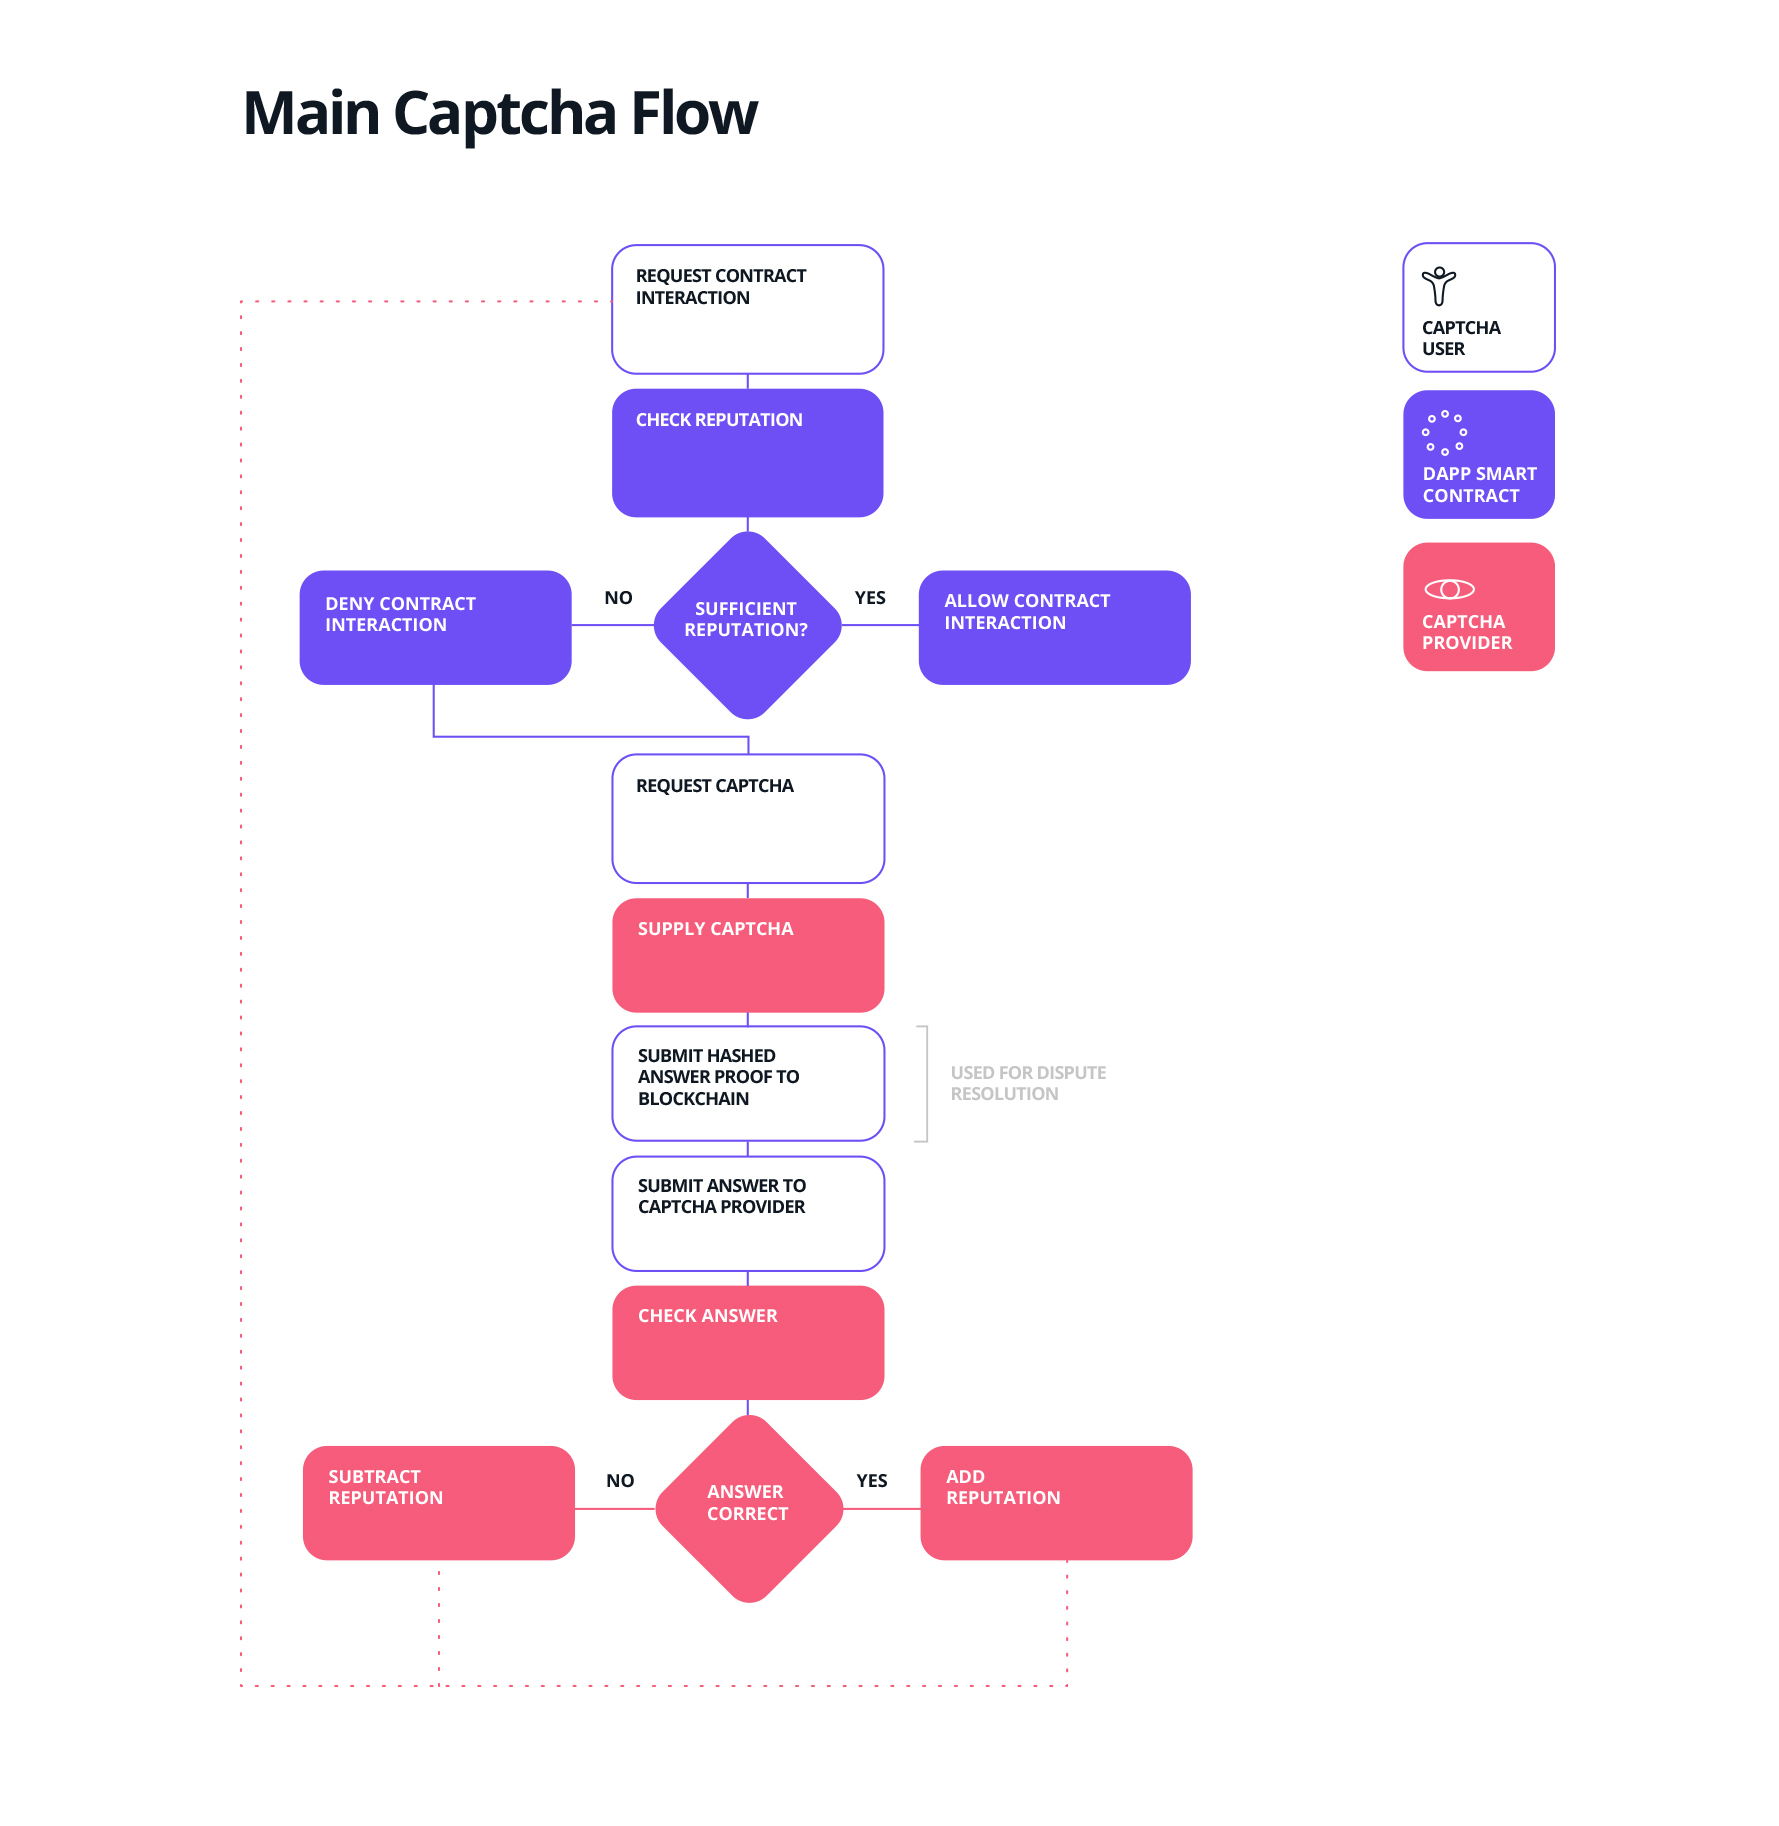 Main Captcha Flow
REQUEST CONTRACT
INTERACTION
CHECK REPUTATION
DENY CONTRACT
INTERACTION
NO
SUFFICIENT
REPUTATION?
YES
ALLOW CONTRACT
INTERACTION
REQUEST CAPTCHA
SUPPLY CAPTCHA
SUBMIT HASHED
ANSWER PROOF TO
BLOCKCHAIN
USED FOR DISPUTE
RESOLUTION
SUBMIT ANSWER TO
CAPTCHA PROVIDER
CHECK ANSWER
SUBTRACT
REPUTATION
NO
ANSWER
CORRECT
YES
ADD
REPUTATION
CAPTCHA
USER
DAPP SMART
CONTRACT
CAPTCHA
PROVIDER